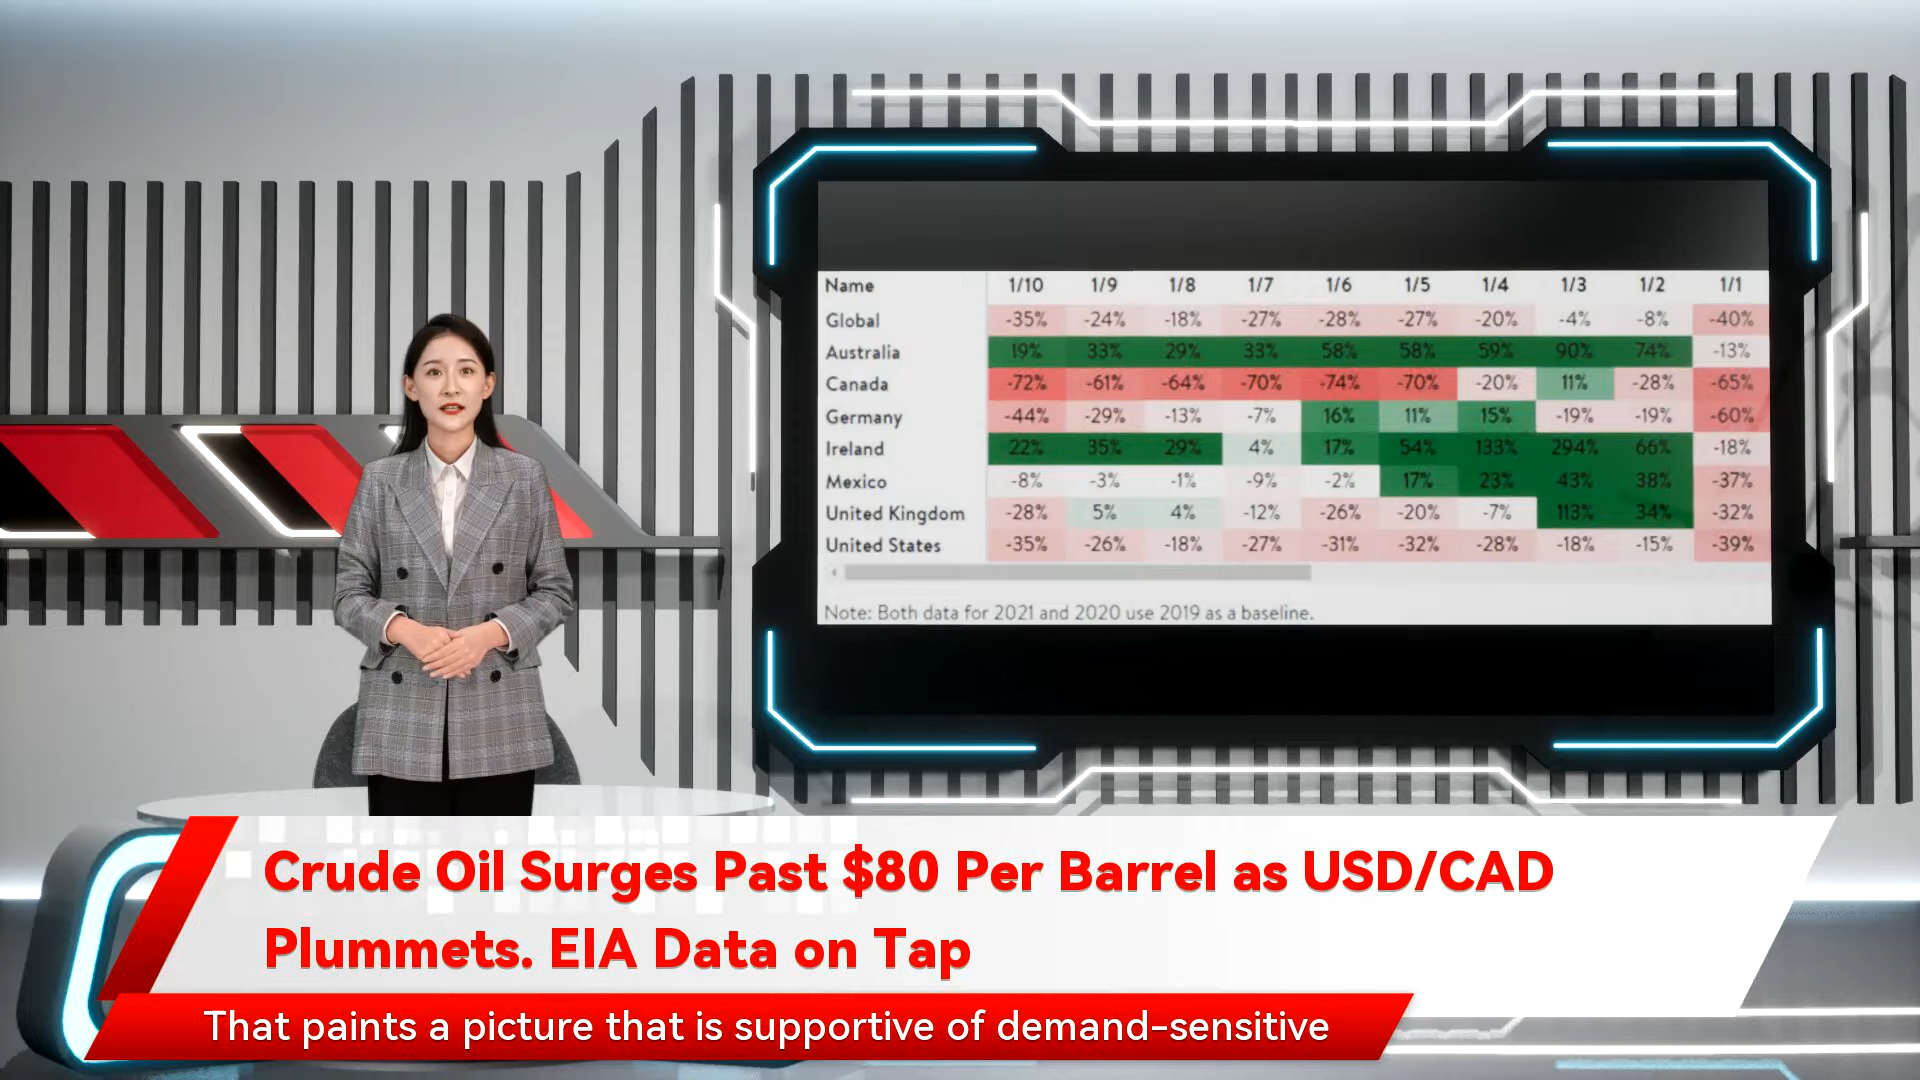 Name 1/10 1/9 1/8 1/7 1/6 1/5 1/4 1/3 1/2 1/1
Global -35% -24% -18% -27% -28% -27% -20% -4% -8% -40%
Australia 19% 33% 29% 33% 58% 58% 59% 90% 74% -13%
Canada -72% -61% -64% -70% -74% -70% -20% 11% -28% -65%
Germany -44% -29% -13% -7% 16% 11% 15% -19% -19% -60%
Ireland 22% 35% 29% 4% 17% 54% 133% 294% 66% -18%
Mexico -8% -3% -1% -9% -2% 17% 23% 43% 38% -37%
United Kingdom -28% 5% 4% -12% -26% -20% -7% 113% 34% -32%
United States -35% -26% -18% -27% -31% -32% -28% -18% -15% -39%
Note: Both data for 2021 and 2020 use 2019 as a baseline.
Crude Oil Surges Past $80 Per Barrel as USD/CAD
Plummets. EIA Data on Tap
That paints a picture that is supportive of demand-sensitive